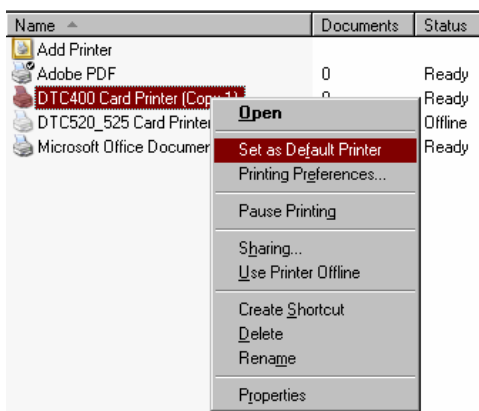 Name Documents Status
Add Printer
Adobe PDF 0 Ready
DTC400 Card Printer (Copy 1) 0 Ready
Open
DTC520_525 Card Printer Offline
Set as Default Printer
Microsoft Office Documen Ready
Printing Preferences...
Pause Printing
Sharing...
Use Printer Offline
Create Shortcut
Delete
Rename
Properties